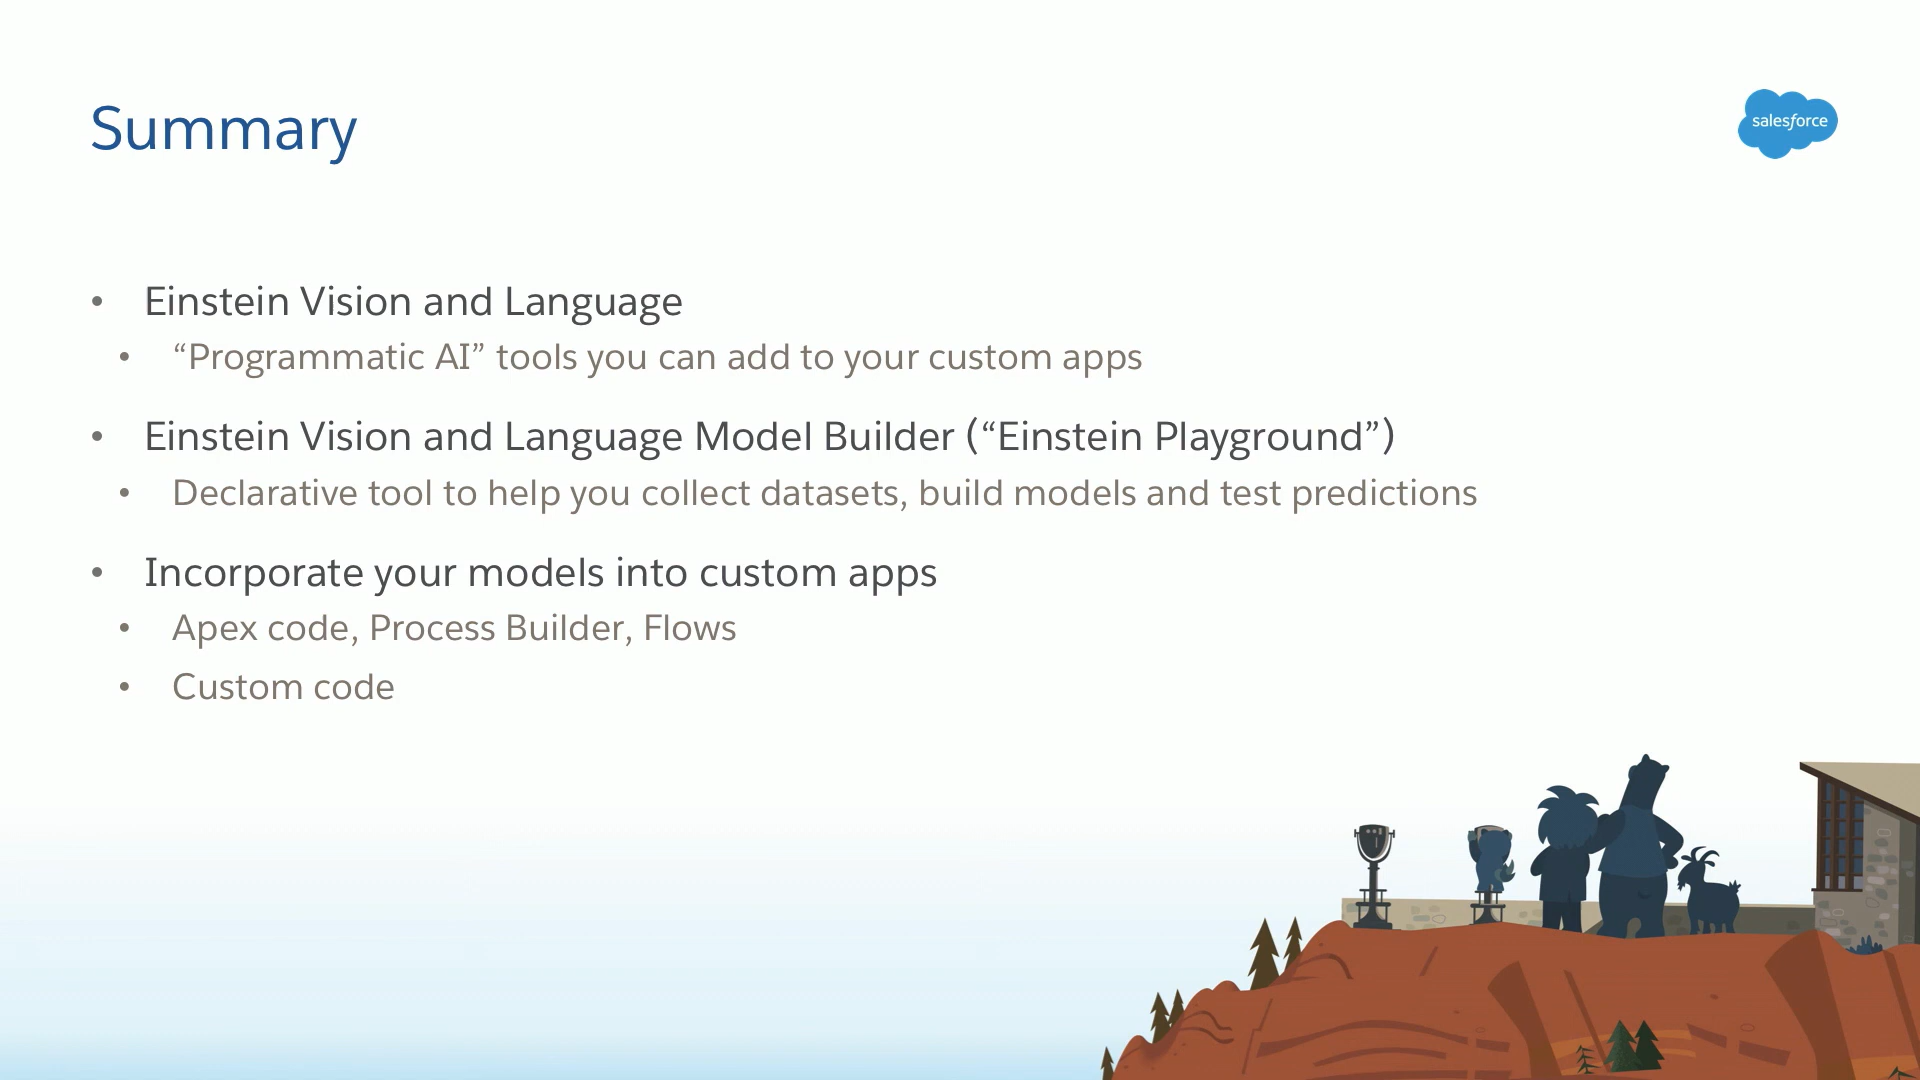 Summary
salesforce
• Einstein Vision and Language
• “Programmatic AI” tools you can add to your custom apps
• Einstein Vision and Language Model Builder (“Einstein Playground”)
• Declarative tool to help you collect datasets, build models and test predictions
• Incorporate your models into custom apps
• Apex code, Process Builder, Flows
• Custom code